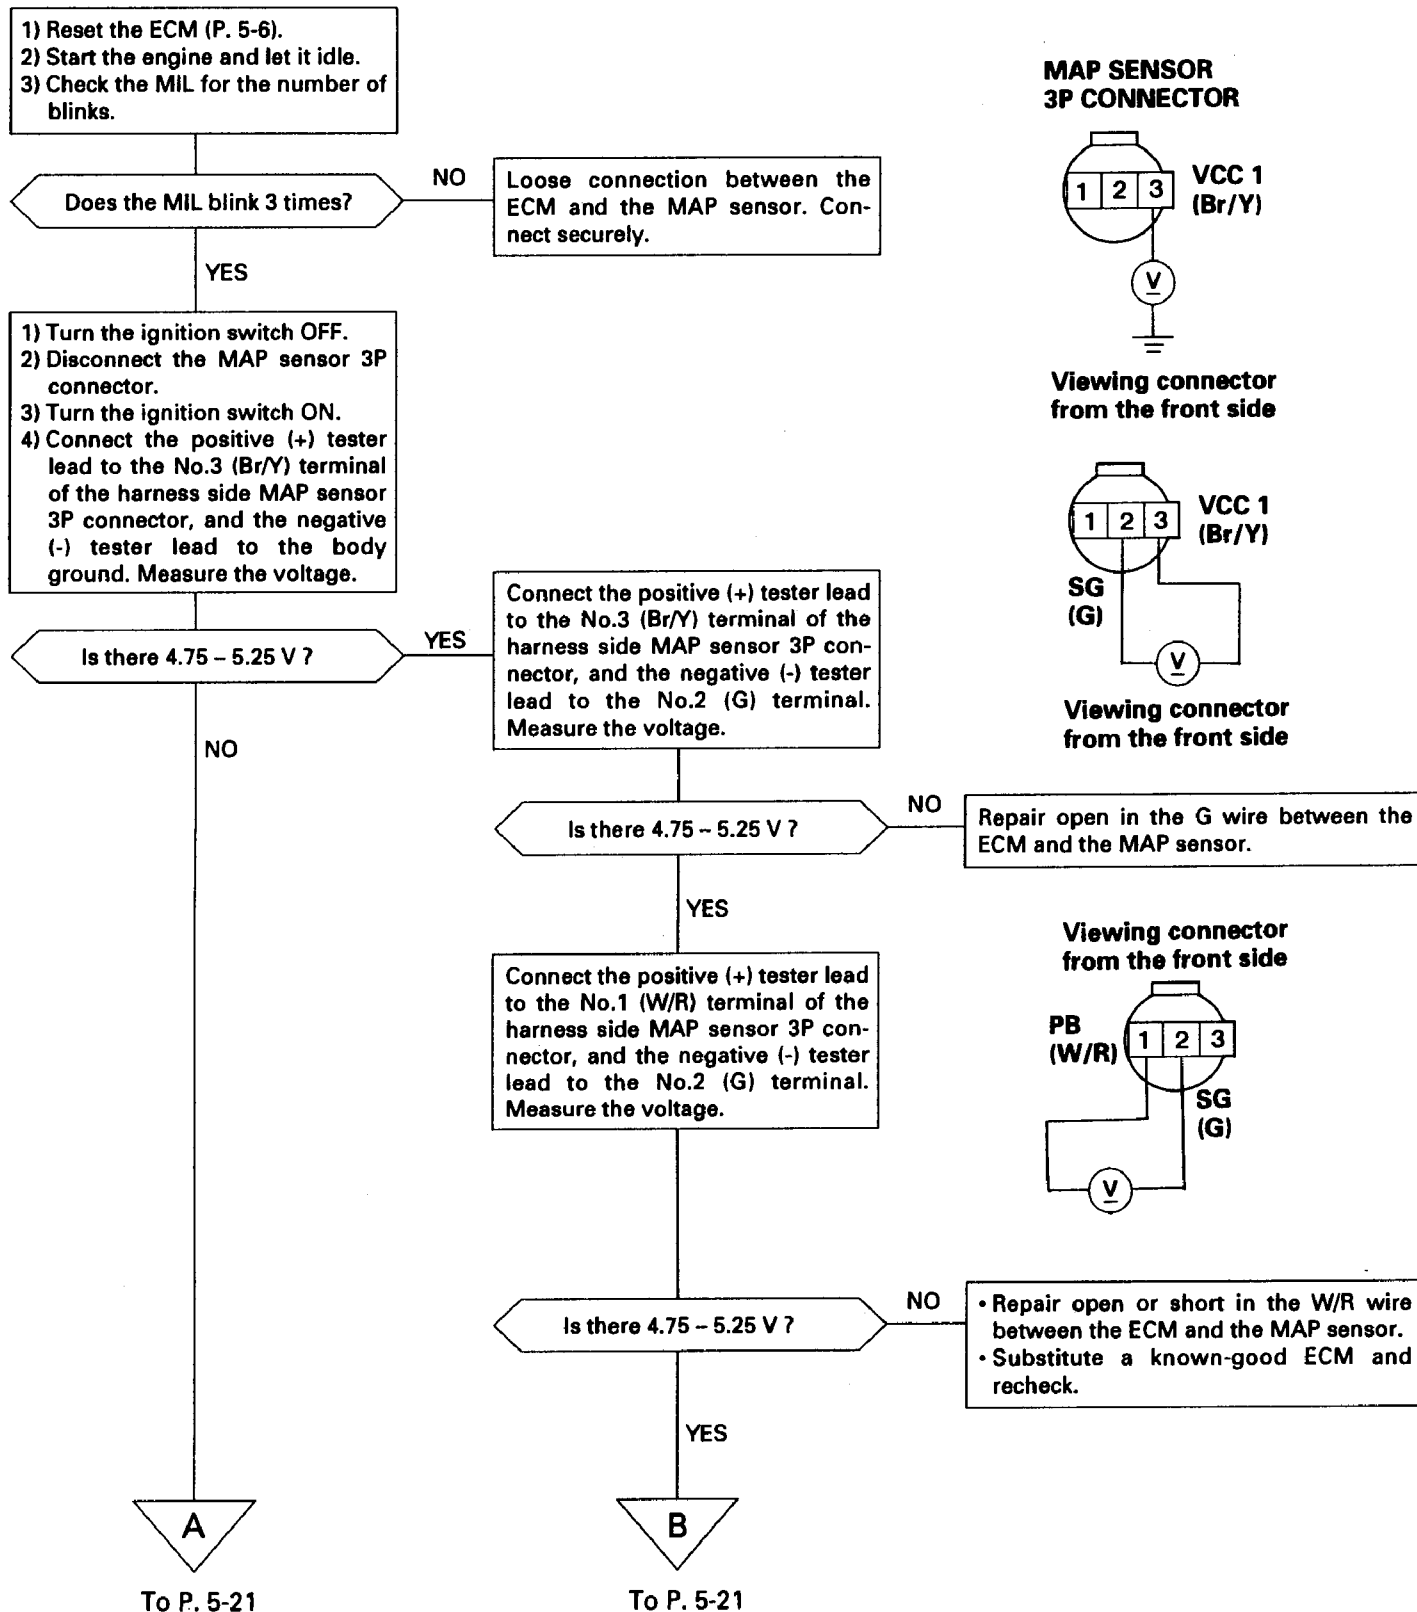 1) Reset the ECM (P. 5-6).
2) Start the engine and let it idle.
3) Check the MIL for the number of
blinks.
Does the MIL blink 3 times?
NO
Loose connection between the
ECM and the MAP sensor. Con-
nect securely.
YES
1) Turn the ignition switch OFF.
2) Disconnect the MAP sensor 3P
connector.
3) Turn the ignition switch ON.
4) Connect the positive (+) tester
lead to the No.3 (Br/Y) terminal
of the harness side MAP sensor
3P connector, and the negative
(-) tester lead to the body
ground. Measure the voltage.
Is there 4.75 – 5.25 V ?
YES
NO
Connect the positive (+) tester lead
to the No.3 (Br/Y) terminal of the
harness side MAP sensor 3P con-
nector, and the negative (-) tester
lead to the No.2 (G) terminal.
Measure the voltage.
Is there 4.75 – 5.25 V ?
NO
Repair open in the G wire between the
ECM and the MAP sensor.
YES
Connect the positive (+) tester lead
to the No.1 (W/R) terminal of the
harness side MAP sensor 3P con-
nector, and the negative (-) tester
lead to the No.2 (G) terminal.
Measure the voltage.
Is there 4.75 – 5.25 V ?
NO
• Repair open or short in the W/R wire
between the ECM and the MAP sensor.
• Substitute a known-good ECM and
recheck.
YES
A
To P. 5-21
B
To P. 5-21
MAP SENSOR
3P CONNECTOR
1 2 3
VCC 1
(Br/Y)
V
Viewing connector
from the front side
1 2 3
VCC 1
(Br/Y)
SG
(G)
V
Viewing connector
from the front side
Viewing connector
from the front side
PB
(W/R)
1 2 3
SG
(G)
V